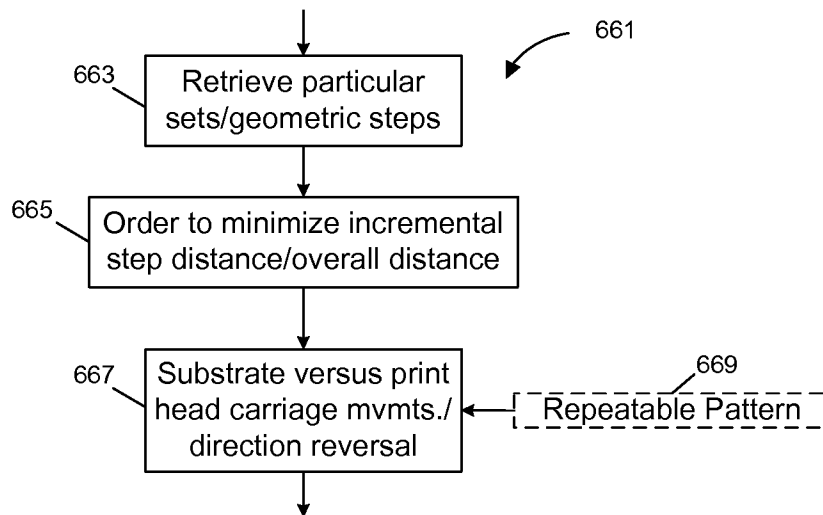 661
663
Retrieve particular
sets/geometric steps
665
Order to minimize incremental
step distance/overall distance
667
Substrate versus print
head carriage mvmts./
direction reversal
669
Repeatable Pattern